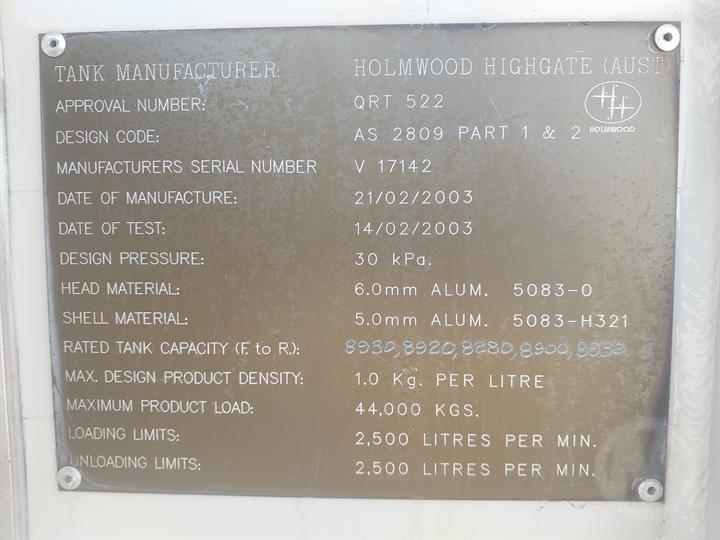 TANK MANUFACTURER: HOLMWOOD HIGHGATE (AUST)
APPROVAL NUMBER: QRT 522
DESIGN CODE: AS 2809 PART 1 & 2
HOLMWOOD
MANUFACTURERS SERIAL NUMBER V 17142
DATE OF MANUFACTURE: 21/02/2003
DATE OF TEST: 14/02/2003
DESIGN PRESSURE: 30 kPa.
HEAD MATERIAL: 6.0mm ALUM. 5083-0
SHELL MATERIAL: 5.0mm ALUM. 5083-H321
RATED TANK CAPACITY (F. to R.): 8930, 8920,
MAX. DESIGN PRODUCT DENSITY: 1.0 Kg. PER LITRE
MAXIMUM PRODUCT LOAD: 44,000 KGS.
LOADING LIMITS: 2,500 LITRES PER MIN.
UNLOADING LIMITS: 2,500 LITRES PER MIN.